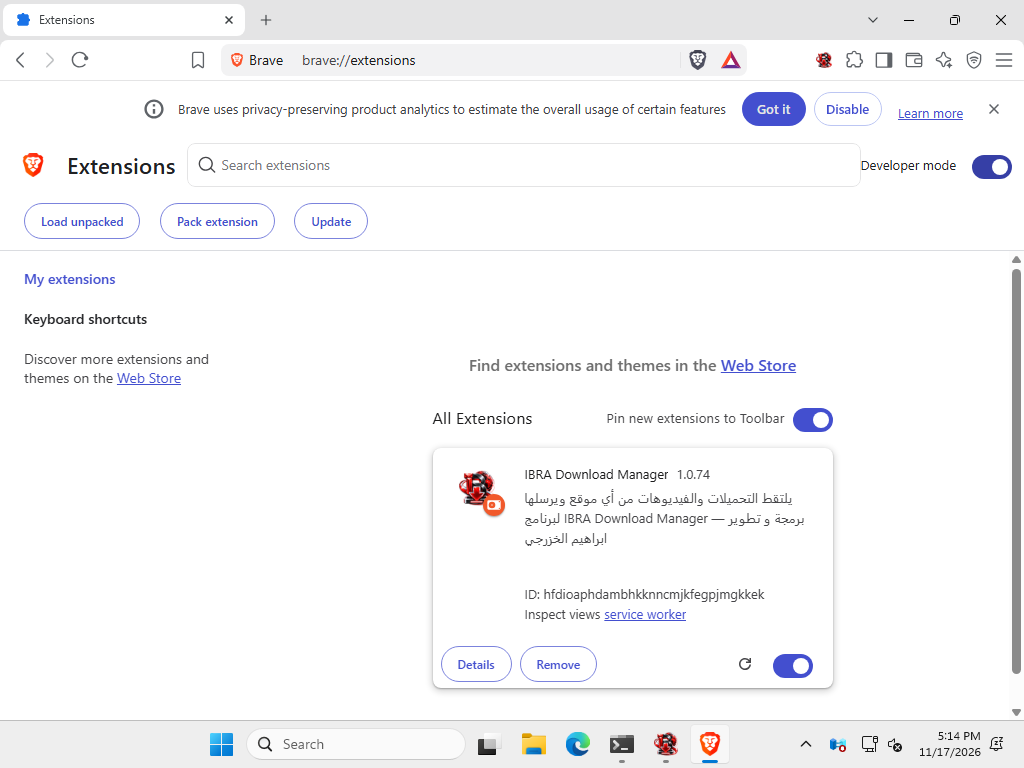 Extensions
Brave
brave://extensions
Brave uses privacy-preserving product analytics to estimate the overall usage of certain features
Got it
Disable
Learn more
Extensions
Search extensions
Developer mode
Load unpacked
Pack extension
Update
My extensions
Keyboard shortcuts
Discover more extensions and
themes on the Web Store
Find extensions and themes in the Web Store
All Extensions
Pin new extensions to Toolbar
IBRA Download Manager 1.0.74
يلتقط التحميلات والفيديوهات من أي موقع ويرسلها
لبرنامج IBRA Download Manager — برمجة و تطوير
ابراهيم الخزرجي
ID: hfdioaphdambhkknncmjkfegpjmgkkek
Inspect views service worker
Details
Remove
Search
5:14 PM
11/17/2026